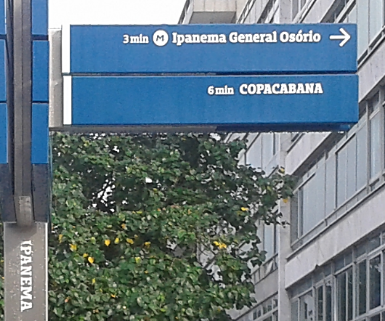 3 min M Ipanema General Osório →
6 min COPACABANA
IPANEMA